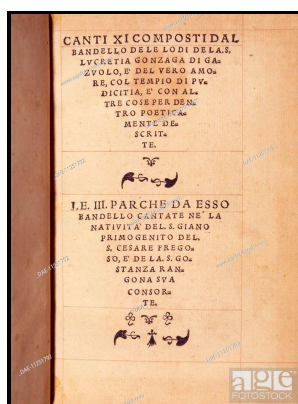 CANTI XI COMPOSTI DAL
BANDELLO DE LE LODI DE LA.S.
LVCRETIA GONZAGA DI GA-
ZVOLO, E' DEL VERO AMO-
RE, COL TEMPIO DI PV-
DICITIA, E' CON AL-
TRE COSE PER DEN-
TRO POETICA-
MENTE DE-
SCRIT-
TE.
LE. III. PARCHE DA ESSO
BANDELLO CANTATE NE' LA
NATIVITA' DEL. S. GIANO
PRIMOGENITO DEL.
S. CESARE FREGO-
SO, E' DE LA. S. GO-
STANZA RAN-
GONA SVA
CONSOR-
TE.
age
FOTOSTOCK